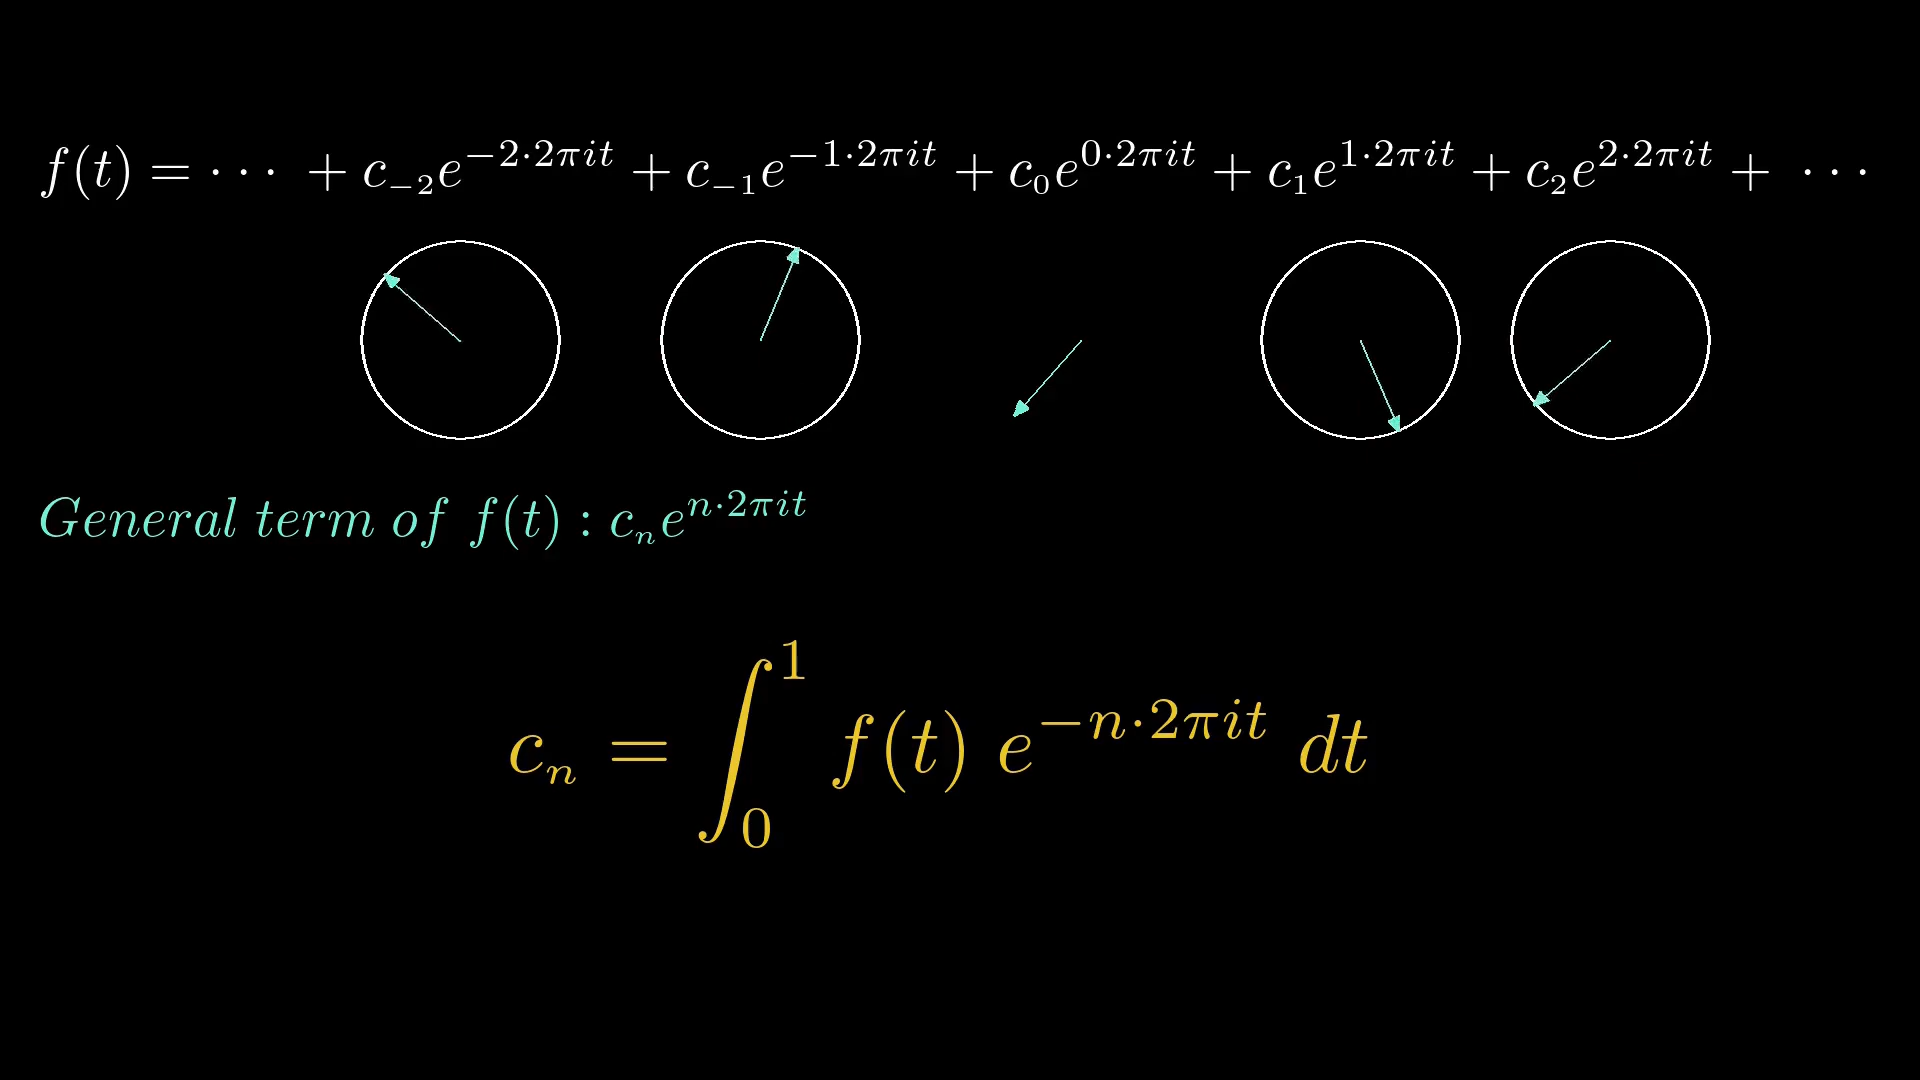 f(t) = ··· + c₋₂e^{−2·2πit} + c₋₁e^{−1·2πit} + c₀e^{0·2πit} + c₁e^{1·2πit} + c₂e^{2·2πit} + ···
General term of f(t) : cₙe^{n·2πit}
cₙ = ∫₀¹ f(t) e^{−n·2πit} dt